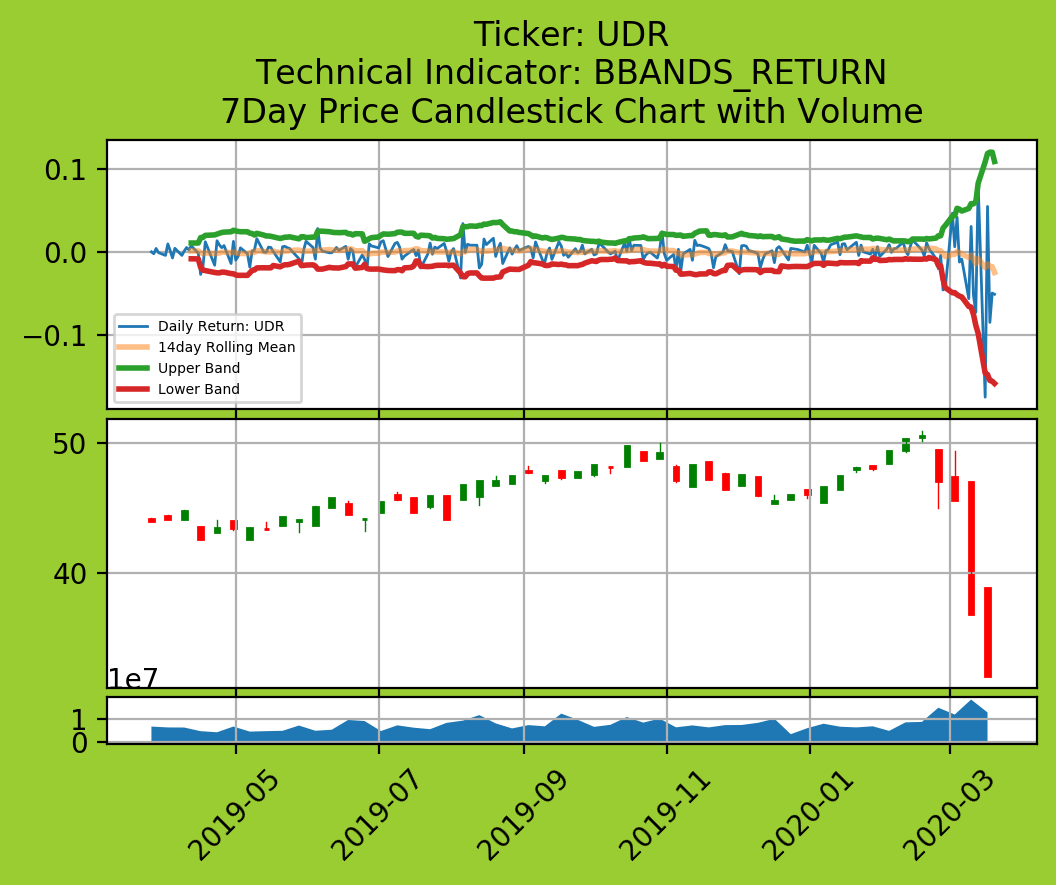 Ticker: UDR
Technical Indicator: BBANDS_RETURN
7Day Price Candlestick Chart with Volume
0.1
0.0
−0.1
Daily Return: UDR
14day Rolling Mean
Upper Band
Lower Band
50
40
1e7
1
0
2019-05
2019-07
2019-09
2019-11
2020-01
2020-03